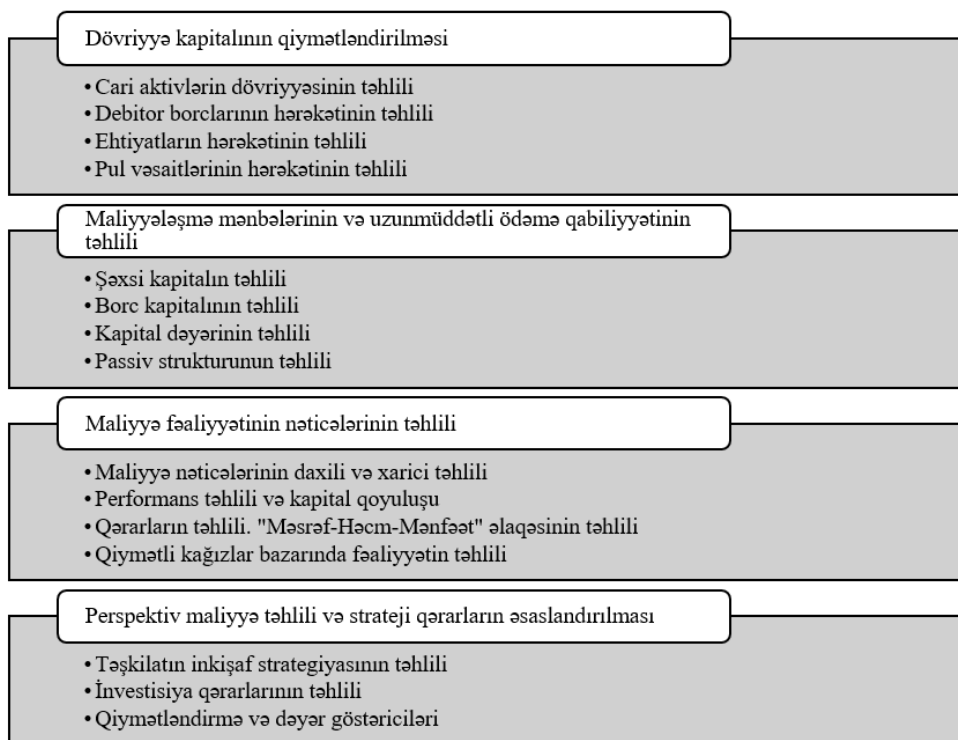 Dövriyyə kapitalının qiymətləndirilməsi
• Cari aktivlərin dövriyyəsinin təhlili
• Debitor borclarının hərəkətinin təhlili
• Ehtiyatların hərəkətinin təhlili
• Pul vəsaitlərinin hərəkətinin təhlili
Maliyyələşmə mənbələrinin və uzunmüddətli ödəmə qabiliyyətinin
təhlili
• Şəxsi kapitalın təhlili
• Borc kapitalının təhlili
• Kapital dəyərinin təhlili
• Passiv strukturunun təhlili
Maliyyə fəaliyyətinin nəticələrinin təhlili
• Maliyyə nəticələrinin daxili və xarici təhlili
• Performans təhlili və kapital qoyuluşu
• Qərarların təhlili. "Məsrəf-Həcm-Mənfəət" əlaqəsinin təhlili
• Qiymətli kağızlar bazarında fəaliyyətin təhlili
Perspektiv maliyyə təhlili və strateji qərarların əsaslandırılması
• Təşkilatın inkişaf strategiyasının təhlili
• İnvestisiya qərarlarının təhlili
• Qiymətləndirmə və dəyər göstəriciləri